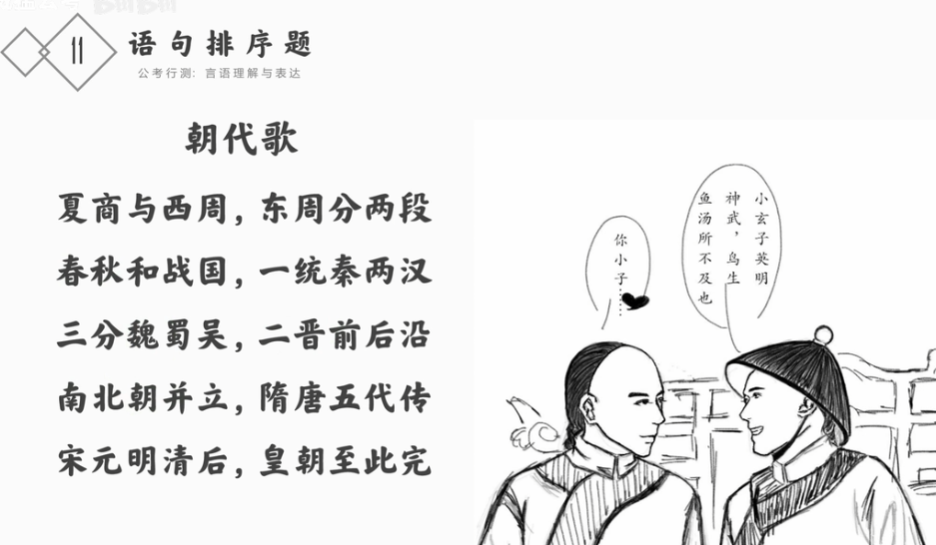 11
语句排序题
公考行测：言语理解与表达
朝代歌
夏商与西周，东周分两段
春秋和战国，一统秦两汉
三分魏蜀吴，二晋前后沿
南北朝并立，隋唐五代传
宋元明清后，皇朝至此完
小玄子英明
神武，鸟生
鱼汤所不及也
你小子……